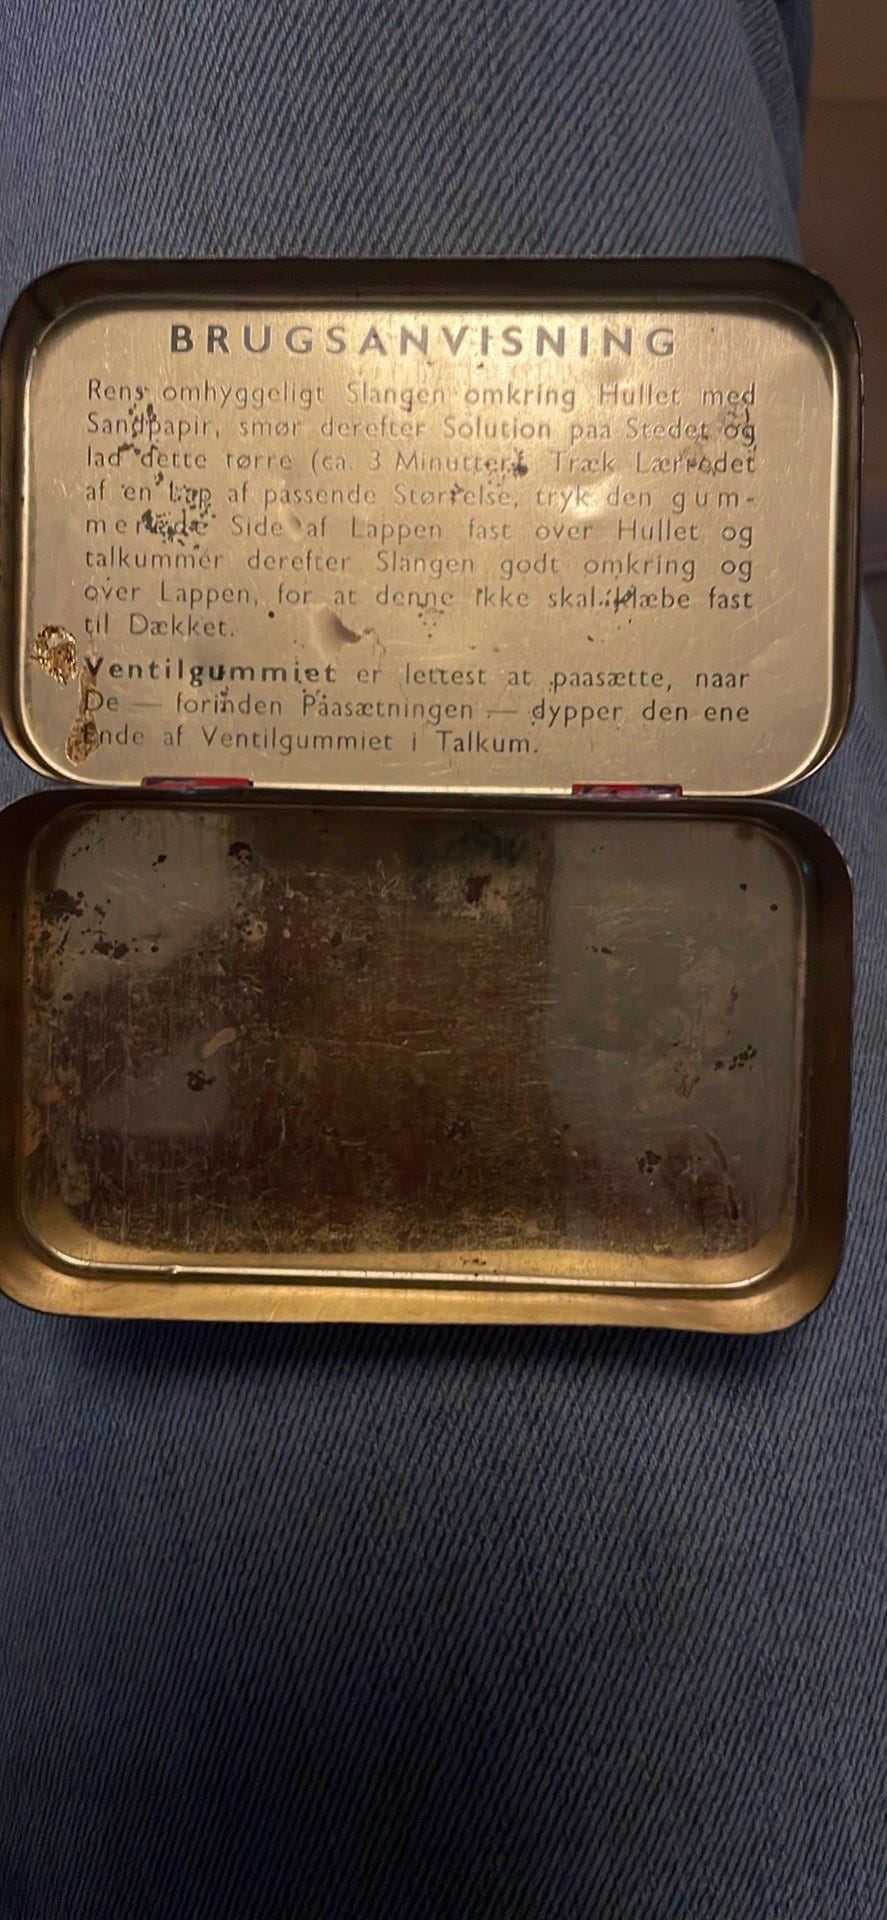 BRUGSANVISNING
Rens omhyggeligt Slangen omkring Hullet med
Sandpapir, smør derefter Solution paa Stedet og
lad dette tørre (ca. 3 Minutter). Træk Lærredet
af en Lap af passende Størrelse, tryk den gum-
merede Side af Lappen fast over Hullet og
talkummér derefter Slangen godt omkring og
over Lappen, for at denne ikke skal klæbe fast
til Dækket.
Ventilgummiet er lettest at paasætte, naar
De — forinden Paasætningen — dypper den ene
Ende af Ventilgummiet i Talkum.